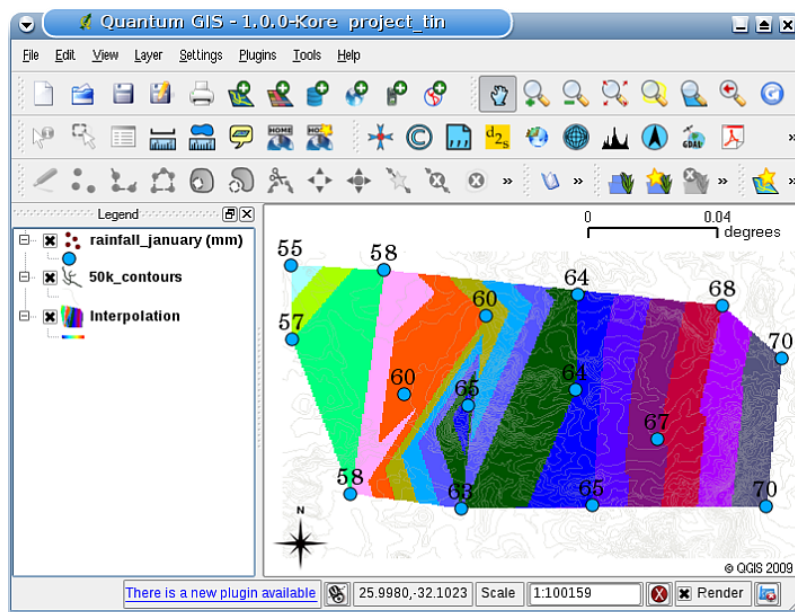 Quantum GIS - 1.0.0-Kore project_tin
File Edit View Layer Settings Plugins Tools Help
Legend
rainfall_january (mm)
50k_contours
Interpolation
0 0.04
degrees
55 58 64 68
57 60 70
60 65 64 67
58 63 65 70
N
© QGIS 2009
There is a new plugin available 25.9980,-32.1023 Scale 1:100159 Render